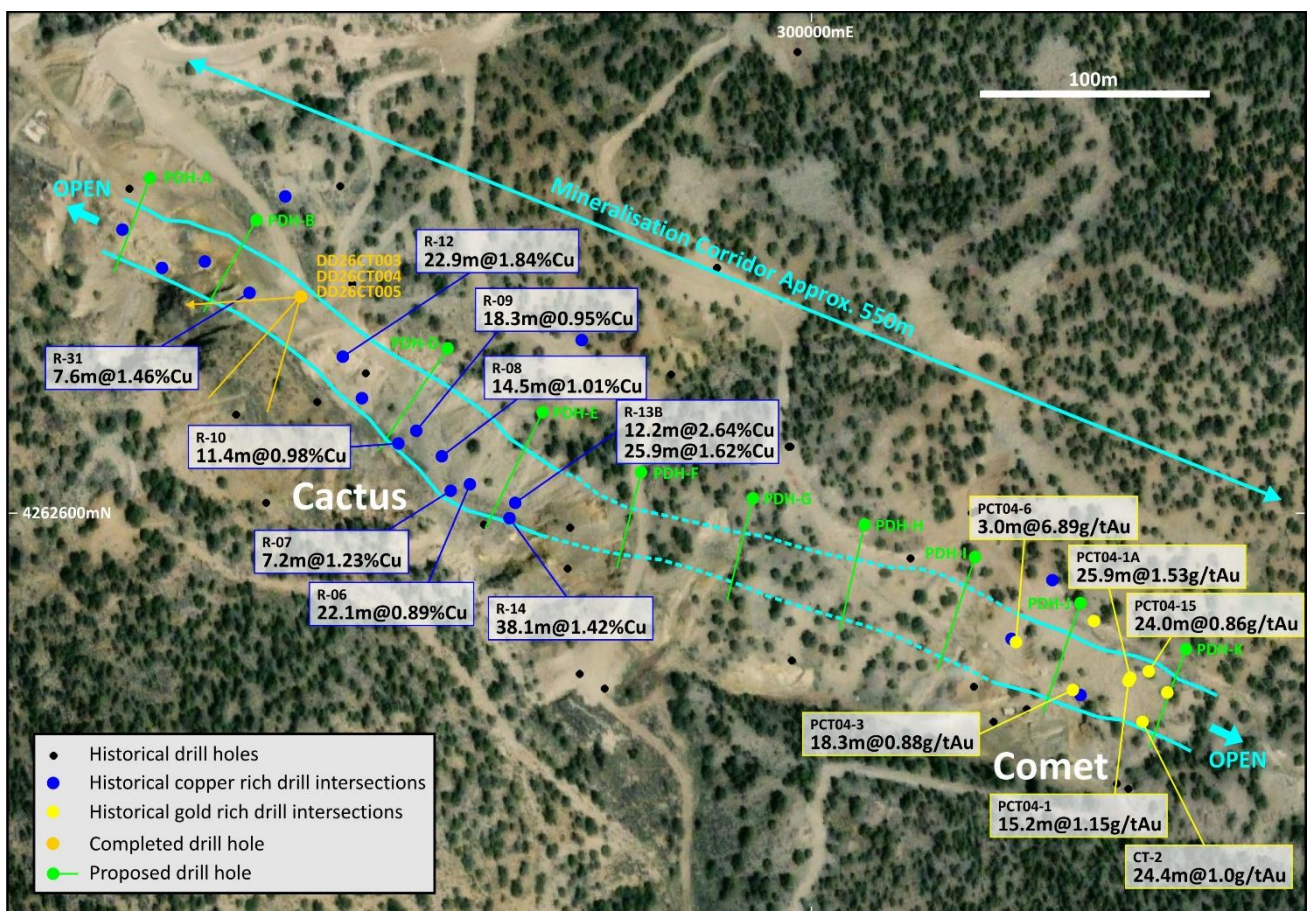 300000mE
100m
Mineralisation Corridor Approx. 550m
OPEN
PDH-A
PDH-B
DD26CT003
DD26CT004
DD26CT005
R-12
22.9m@1.84%Cu
R-09
18.3m@0.95%Cu
R-31
7.6m@1.46%Cu
PDH-D
R-08
14.5m@1.01%Cu
PDH-E
R-13B
12.2m@2.64%Cu
25.9m@1.62%Cu
R-10
11.4m@0.98%Cu
Cactus
PDH-F
PDH-G
PDH-H
PDH-I
4262600mN
PCT04-6
3.0m@6.89g/tAu
R-07
7.2m@1.23%Cu
R-06
22.1m@0.89%Cu
R-14
38.1m@1.42%Cu
PCT04-1A
25.9m@1.53g/tAu
PDH-J
PCT04-15
24.0m@0.86g/tAu
PDH-K
PCT04-3
18.3m@0.88g/tAu
Comet
OPEN
PCT04-1
15.2m@1.15g/tAu
CT-2
24.4m@1.0g/tAu
Historical drill holes
Historical copper rich drill intersections
Historical gold rich drill intersections
Completed drill hole
Proposed drill hole